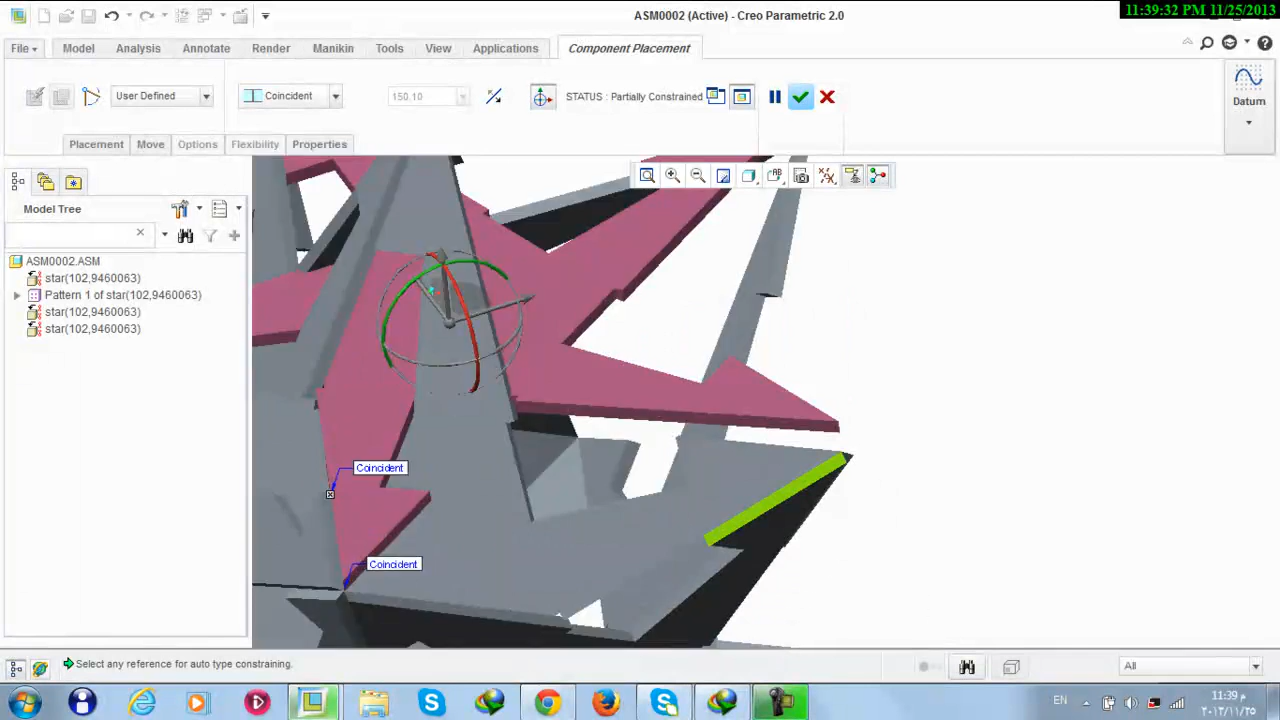 ASM0002 (Active) - Creo Parametric 2.0
11:39:32 PM 11/25/2013
File
Model
Analysis
Annotate
Render
Manikin
Tools
View
Applications
Component Placement
User Defined
Coincident
150.10
STATUS : Partially Constrained
Datum
Placement
Move
Options
Flexibility
Properties
Model Tree
ASM0002.ASM
star(102,9460063)
Pattern 1 of star(102,9460063)
star(102,9460063)
star(102,9460063)
Coincident
Coincident
Select any reference for auto type constraining.
All
EN
11:39 م
٢٠١٣/١١/٢٥